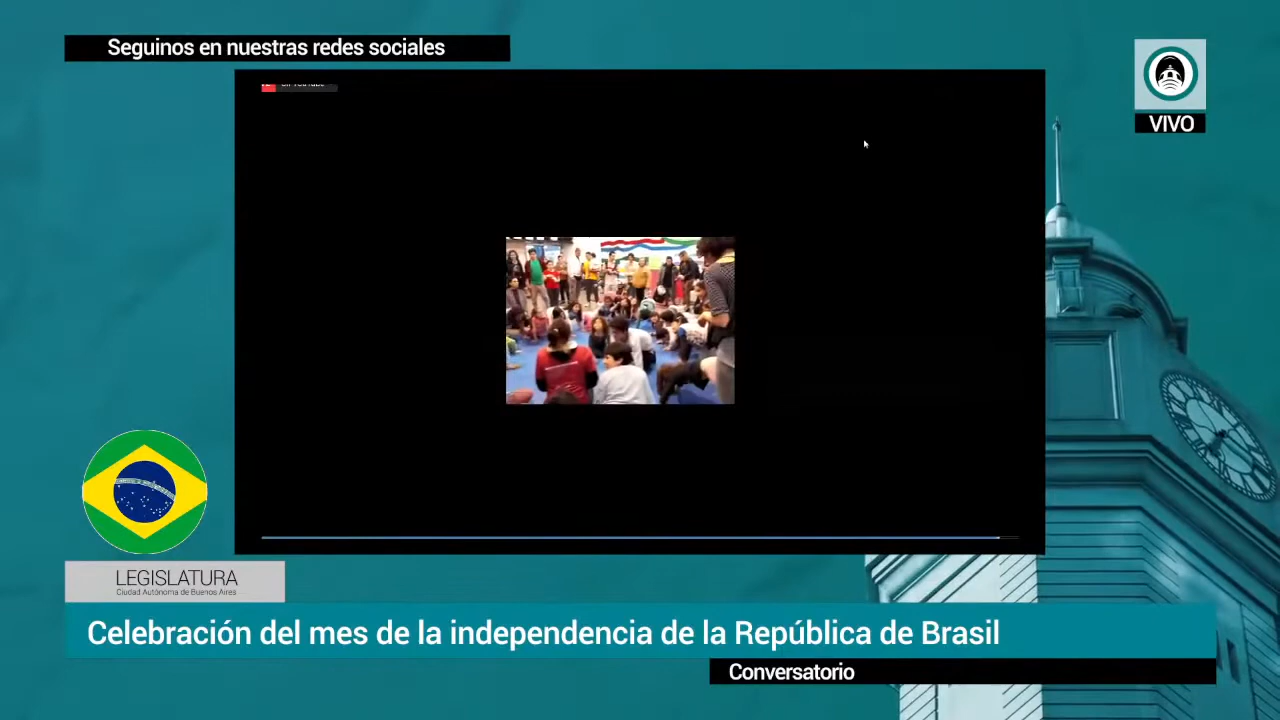 Seguinos en nuestras redes sociales
VIVO
LEGISLATURA
Ciudad Autónoma de Buenos Aires
Celebración del mes de la independencia de la República de Brasil
Conversatorio